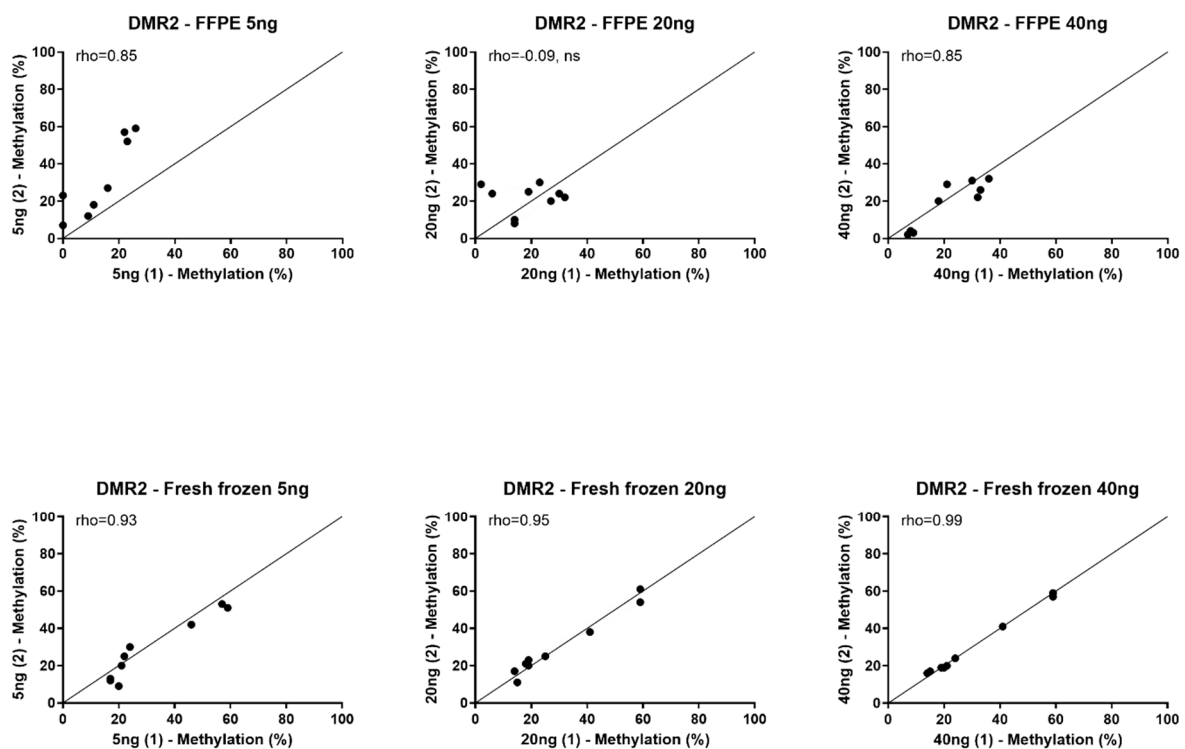 DMR2 - FFPE 5ng
rho=0.85
5ng (2) - Methylation (%)
100
80
60
40
20
0
0 20 40 60 80 100
5ng (1) - Methylation (%)
DMR2 - FFPE 20ng
rho=-0.09, ns
20ng (2) - Methylation (%)
100
80
60
40
20
0
0 20 40 60 80 100
20ng (1) - Methylation (%)
DMR2 - FFPE 40ng
rho=0.85
40ng (2) - Methylation (%)
100
80
60
40
20
0
0 20 40 60 80 100
40ng (1) - Methylation (%)
DMR2 - Fresh frozen 5ng
rho=0.93
5ng (2) - Methylation (%)
100
80
60
40
20
0
0 20 40 60 80 100
5ng (1) - Methylation (%)
DMR2 - Fresh frozen 20ng
rho=0.95
20ng (2) - Methylation (%)
100
80
60
40
20
0
0 20 40 60 80 100
20ng (1) - Methylation (%)
DMR2 - Fresh frozen 40ng
rho=0.99
40ng (2) - Methylation (%)
100
80
60
40
20
0
0 20 40 60 80 100
40ng (1) - Methylation (%)